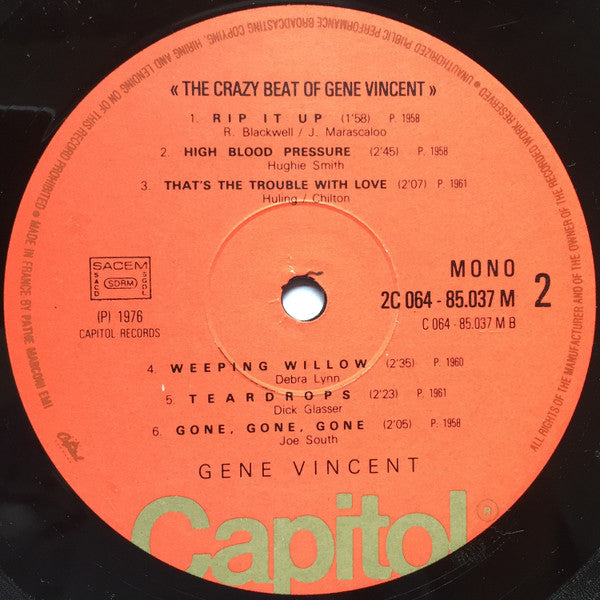 UNAUTHORIZED PUBLIC PERFORMANCE BROADCASTING COPYING, HIRING AND LENDING ON OF THIS RECORD PROHIBITED ● MADE IN FRANCE BY PATHE MARCONI EMI
ALL RIGHTS OF THE MANUFACTURER AND OF THE OWNER OF THE RECORDED WORK RESERVED ●
« THE CRAZY BEAT OF GENE VINCENT »
1. RIP IT UP (1'58) P. 1958
R. Blackwell / J. Marascaloo
2. HIGH BLOOD PRESSURE (2'45) P. 1958
Hughie Smith
3. THAT'S THE TROUBLE WITH LOVE (2'07) P. 1961
Huling / Chilton
SACEM
SACD SDRM SGDL
(P) 1976
CAPITOL RECORDS
MONO
2C 064 - 85.037 M 2
C 064 - 85.037 M B
4. WEEPING WILLOW (2'35) P. 1960
Debra Lynn
5. TEARDROPS (2'23) P. 1961
Dick Glasser
6. GONE, GONE, GONE (2'05) P. 1958
Joe South
GENE VINCENT
Capitol
Capitol ®